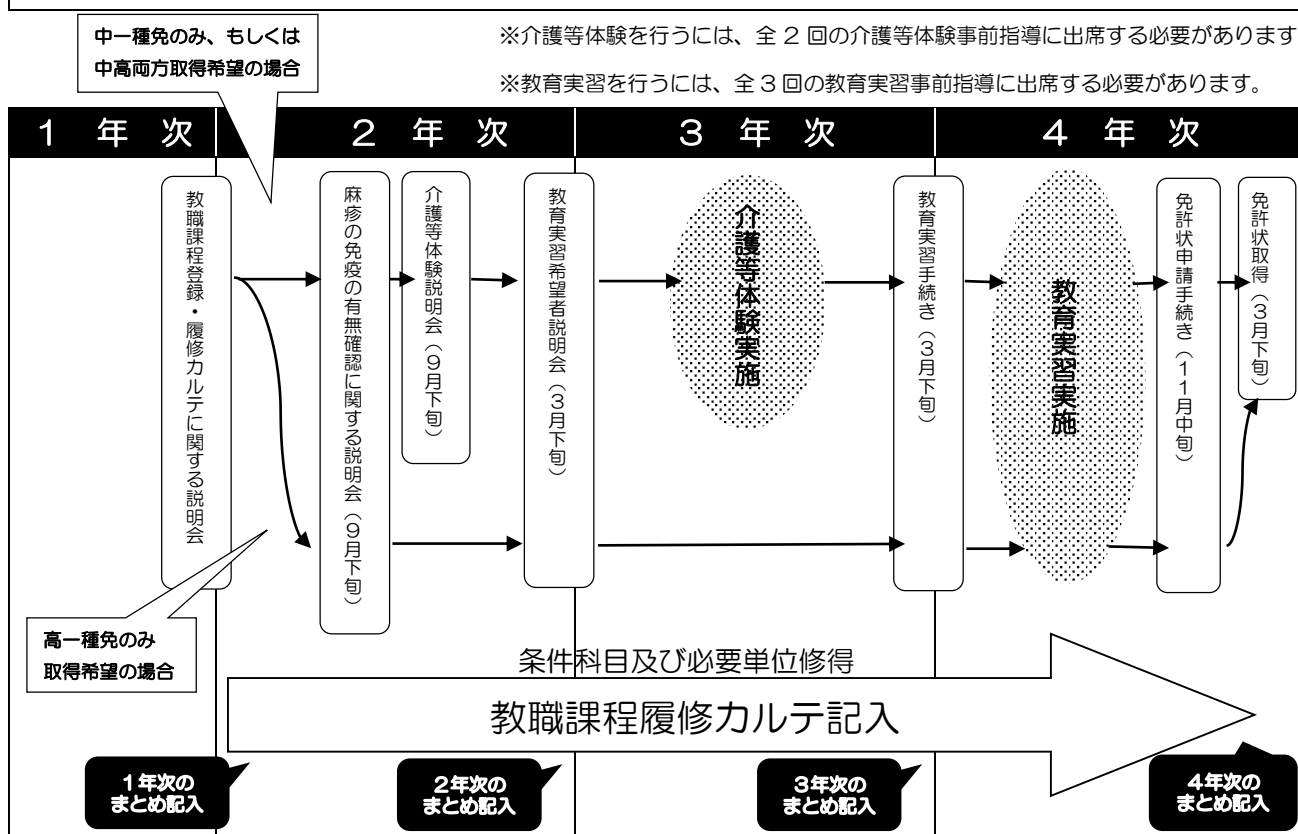 中一種免のみ、もしくは
中高両方取得希望の場合
※介護等体験を行うには、全２回の介護等体験事前指導に出席する必要があります
※教育実習を行うには、全３回の教育実習事前指導に出席する必要があります。
１年次
２年次
３年次
４年次
教職課程登録・履修カルテに関する説明会
麻疹の免疫の有無確認に関する説明会（９月下旬）
介護等体験説明会（９月下旬）
教育実習希望者説明会（３月下旬）
介護等体験実施
教育実習手続き（３月下旬）
教育実習実施
免許状申請手続き（１１月中旬）
免許状取得（３月下旬）
高一種免のみ
取得希望の場合
条件科目及び必要単位修得
教職課程履修カルテ記入
１年次の
まとめ記入
２年次の
まとめ記入
３年次の
まとめ記入
４年次の
まとめ記入